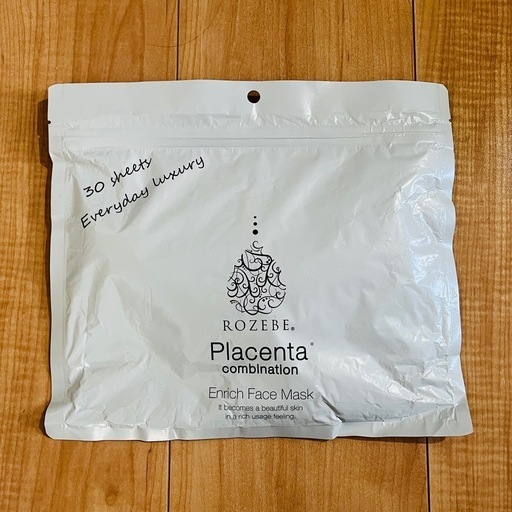 30 sheets
Everyday luxury
ROZEBE®
Placenta*
combination
Enrich Face Mask
It becomes a beautiful skin
in a rich usage feeling.